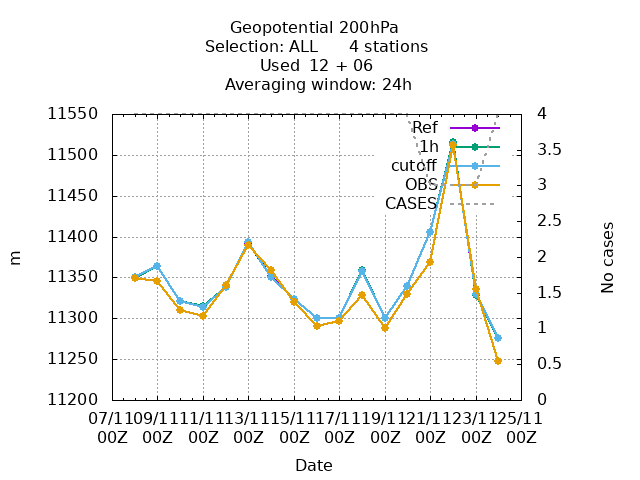 Geopotential 200hPa
Selection: ALL      4 stations
Used  12 + 06
Averaging window: 24h
11550
11500
11450
11400
11350
11300
11250
11200
m
4
3.5
3
2.5
2
1.5
1
0.5
0
No cases
Ref
1h
cutoff
OBS
CASES
07/11 09/11 11/11 13/11 15/11 17/11 19/11 21/11 23/11 25/11
00Z 00Z 00Z 00Z 00Z 00Z 00Z 00Z 00Z 00Z
Date